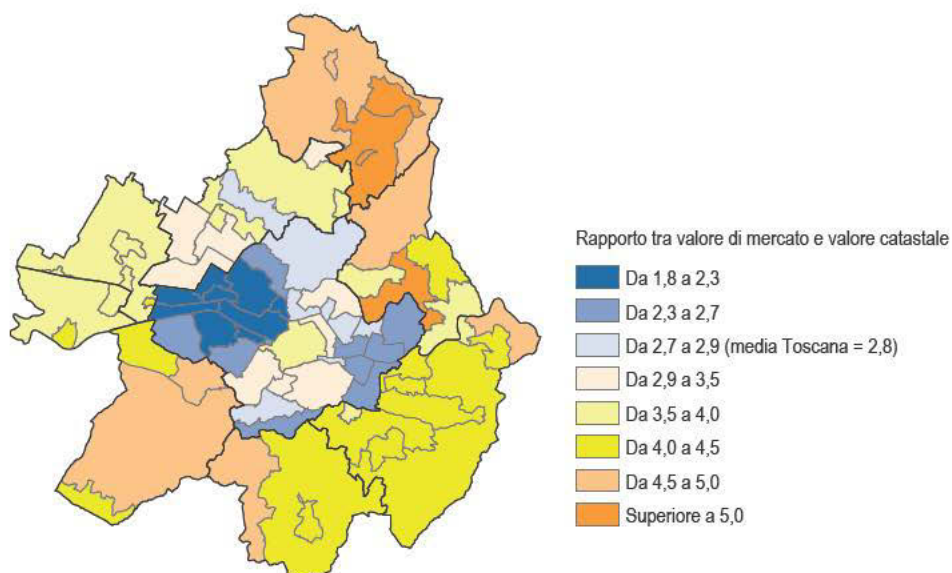 Rapporto tra valore di mercato e valore catastale
Da 1,8 a 2,3
Da 2,3 a 2,7
Da 2,7 a 2,9 (media Toscana = 2,8)
Da 2,9 a 3,5
Da 3,5 a 4,0
Da 4,0 a 4,5
Da 4,5 a 5,0
Superiore a 5,0